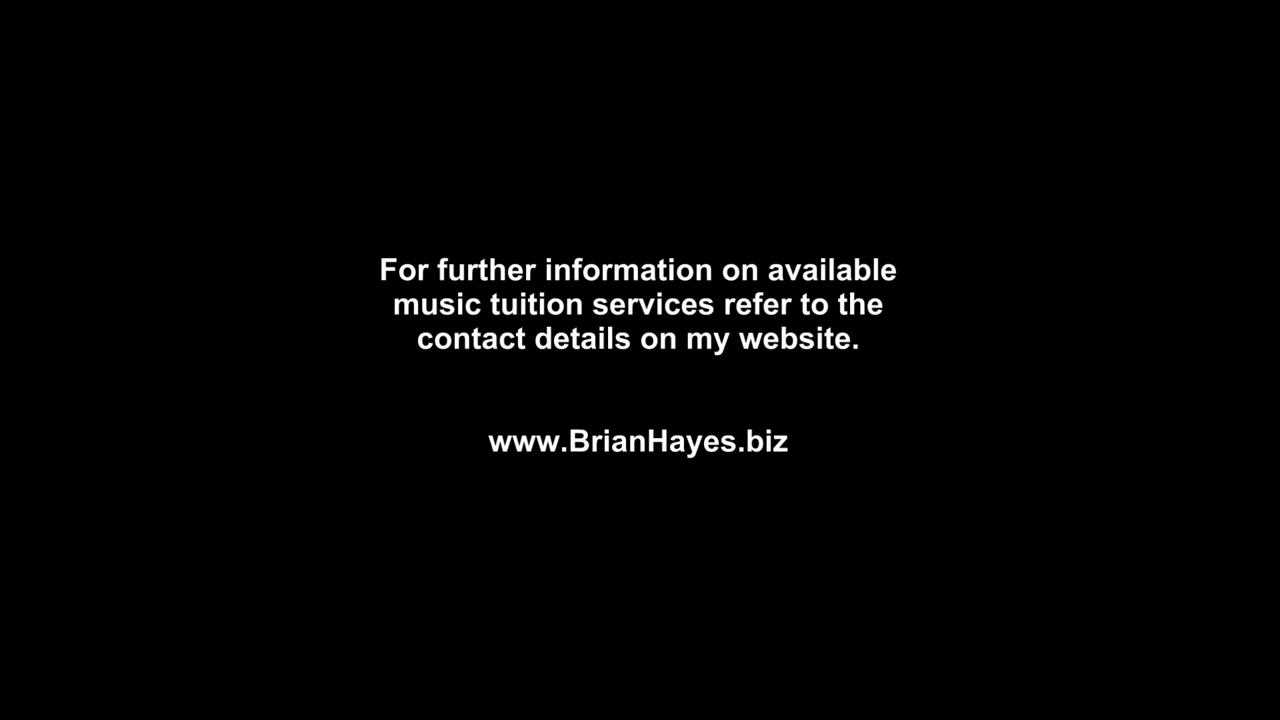 For further information on available
music tuition services refer to the
contact details on my website.
www.BrianHayes.biz